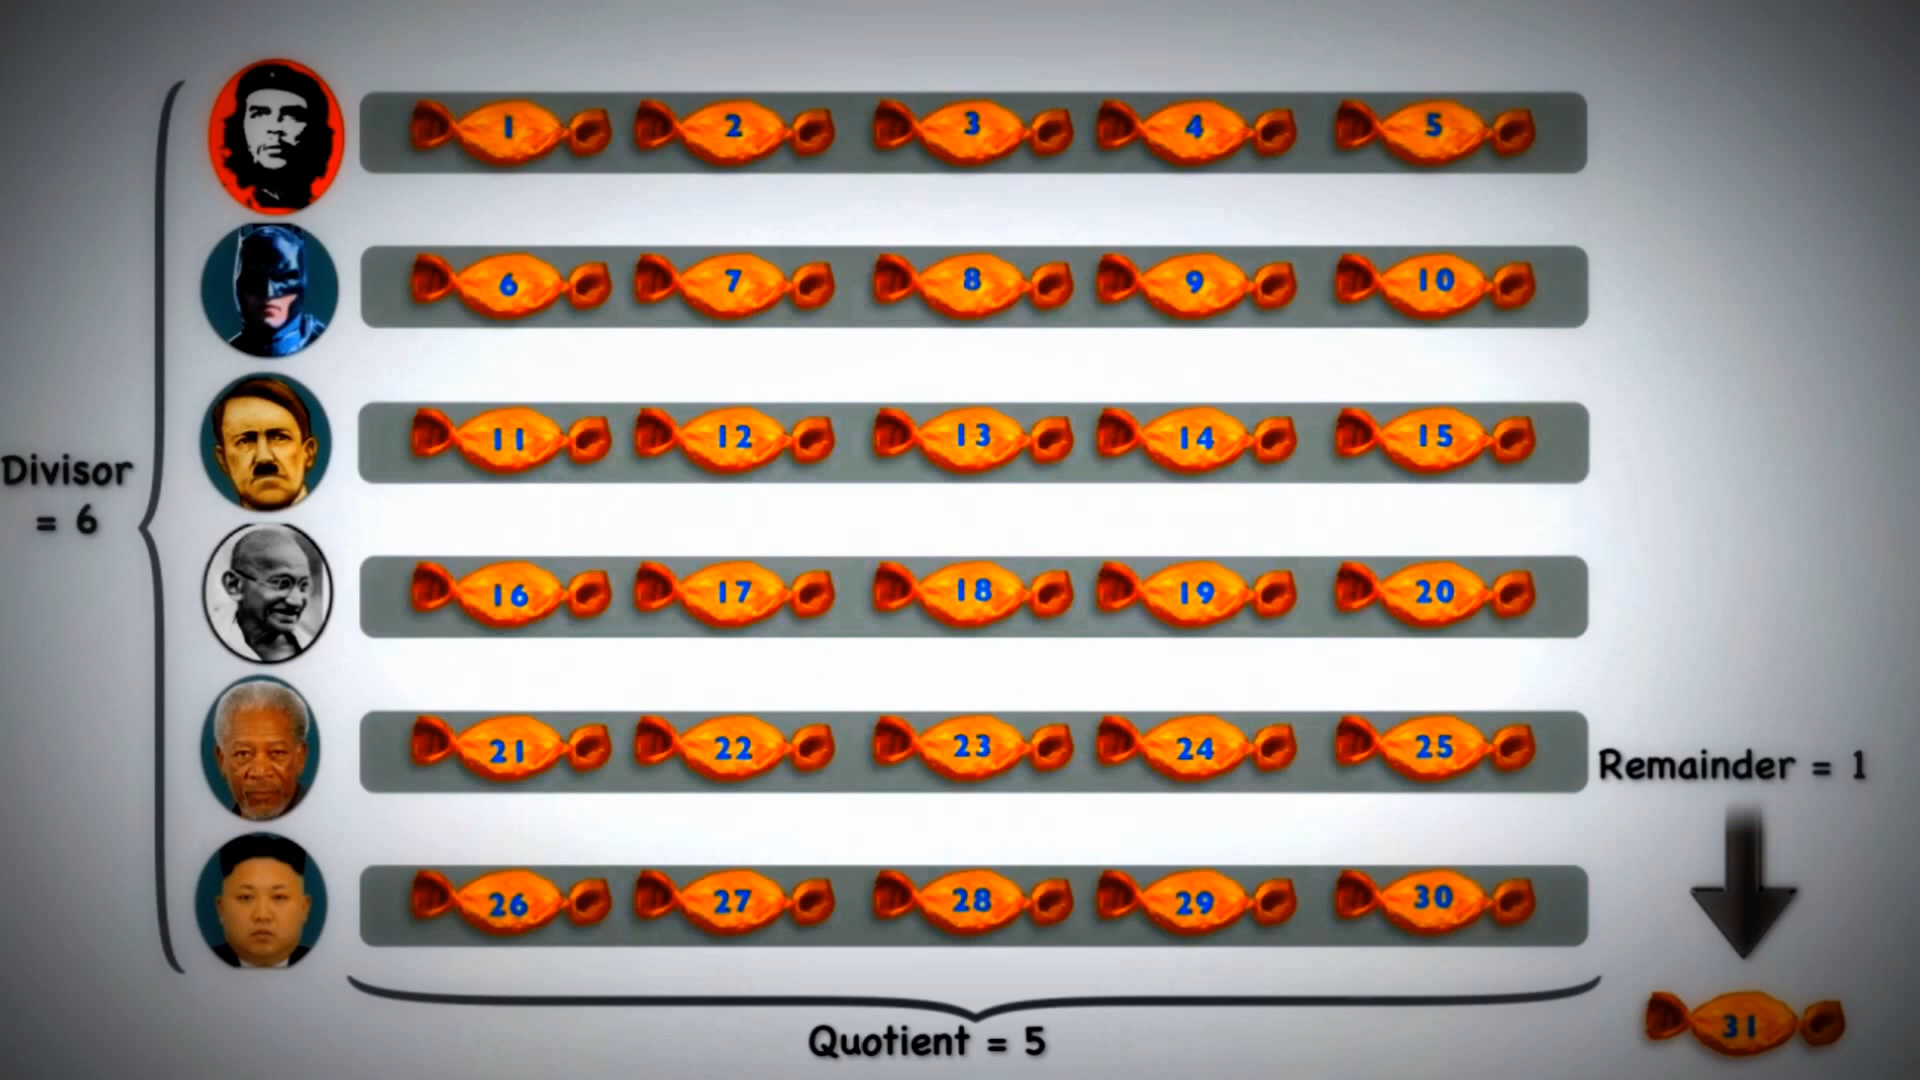 1 2 3 4 5
6 7 8 9 10
11 12 13 14 15
Divisor
= 6
16 17 18 19 20
21 22 23 24 25
Remainder = 1
26 27 28 29 30
31
Quotient = 5